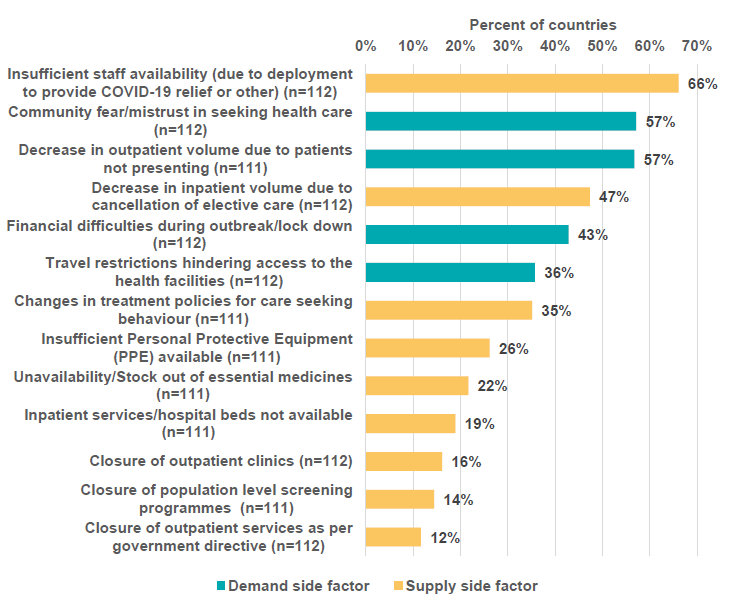 Percent of countries
0% 10% 20% 30% 40% 50% 60% 70%
Insufficient staff availability (due to deployment
to provide COVID-19 relief or other) (n=112)
66%
Community fear/mistrust in seeking health care
(n=112)
57%
Decrease in outpatient volume due to patients
not presenting (n=111)
57%
Decrease in inpatient volume due to
cancellation of elective care (n=112)
47%
Financial difficulties during outbreak/lock down
(n=112)
43%
Travel restrictions hindering access to the
health facilities (n=112)
36%
Changes in treatment policies for care seeking
behaviour (n=111)
35%
Insufficient Personal Protective Equipment
(PPE) available (n=111)
26%
Unavailability/Stock out of essential medicines
(n=111)
22%
Inpatient services/hospital beds not available
(n=111)
19%
Closure of outpatient clinics (n=112)
16%
Closure of population level screening
programmes (n=111)
14%
Closure of outpatient services as per
government directive (n=112)
12%
Demand side factor Supply side factor